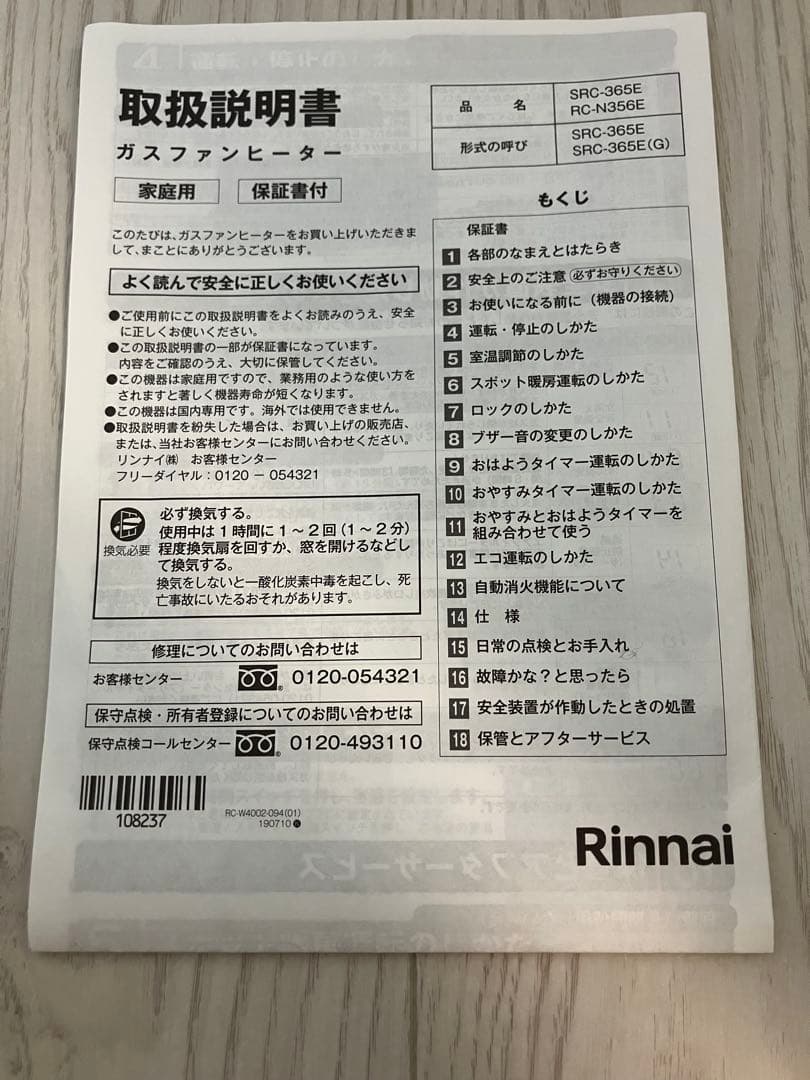 取扱説明書
ガスファンヒーター
家庭用 保証書付
品名 SRC-365E
RC-N356E
形式の呼び SRC-365E
SRC-365E(G)
このたびは、ガスファンヒーターをお買い上げいただきま
して、まことにありがとうございます。
よく読んで安全に正しくお使いください
●ご使用前にこの取扱説明書をよくお読みのうえ、安全
に正しくお使いください。
●この取扱説明書の一部が保証書になっています。
内容をご確認のうえ、大切に保管してください。
●この機器は家庭用ですので、業務用のような使い方を
されますと著しく機器寿命が短くなります。
●この機器は国内専用です。海外では使用できません。
●取扱説明書を紛失した場合は、お買い上げの販売店、
または、当社お客様センターにお問い合わせください。
リンナイ㈱ お客様センター
フリーダイヤル：0120－054321
換気必要
必ず換気する。
使用中は1時間に1～2回(1～2分)
程度換気扇を回すか、窓を開けるなどし
て換気する。
換気をしないと一酸化炭素中毒を起こし、死
亡事故にいたるおそれがあります。
修理についてのお問い合わせは
お客様センター 0120-054321
保守点検・所有者登録についてのお問い合わせは
保守点検コールセンター 0120-493110
108237
RC-W4002-094(01)
190710Ⓝ
もくじ
保証書
1 各部のなまえとはたらき
2 安全上のご注意(必ずお守りください)
3 お使いになる前に（機器の接続）
4 運転・停止のしかた
5 室温調節のしかた
6 スポット暖房運転のしかた
7 ロックのしかた
8 ブザー音の変更のしかた
9 おはようタイマー運転のしかた
10 おやすみタイマー運転のしかた
11 おやすみとおはようタイマーを
組み合わせて使う
12 エコ運転のしかた
13 自動消火機能について
14 仕様
15 日常の点検とお手入れ
16 故障かな？と思ったら
17 安全装置が作動したときの処置
18 保管とアフターサービス
Rinnai